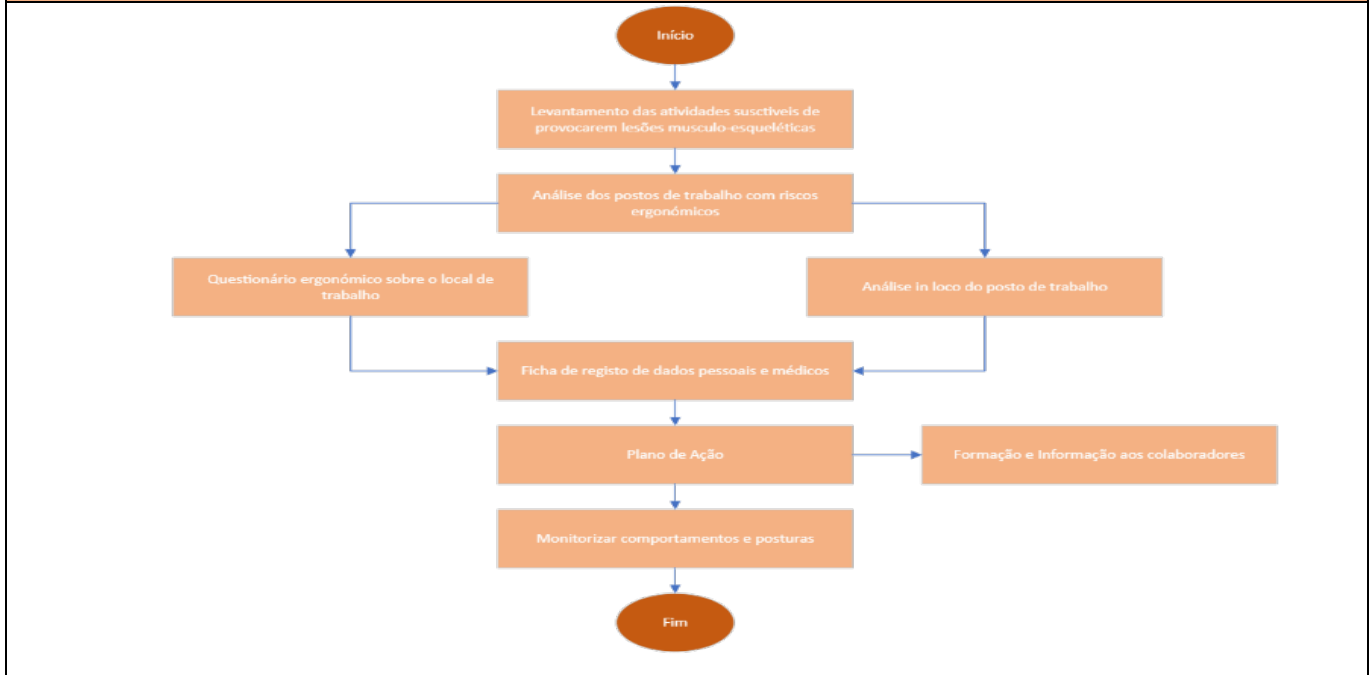 Início
Levantamento das atividades susctiveis de
provocarem lesões musculo-esqueléticas
Análise dos postos de trabalho com riscos
ergonómicos
Questionário ergonómico sobre o local de
trabalho
Análise in loco do posto de trabalho
Ficha de registo de dados pessoais e médicos
Plano de Ação
Formação e Informação aos colaboradores
Monitorizar comportamentos e posturas
Fim